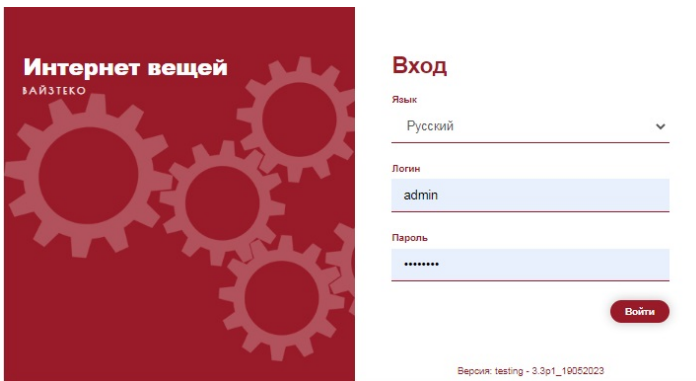 Интернет вещей
ВАЙЗТЕКО
Вход
Язык
Русский
Логин
admin
Пароль
••••••••
Войти
Версия: testing - 3.3p1_19052023